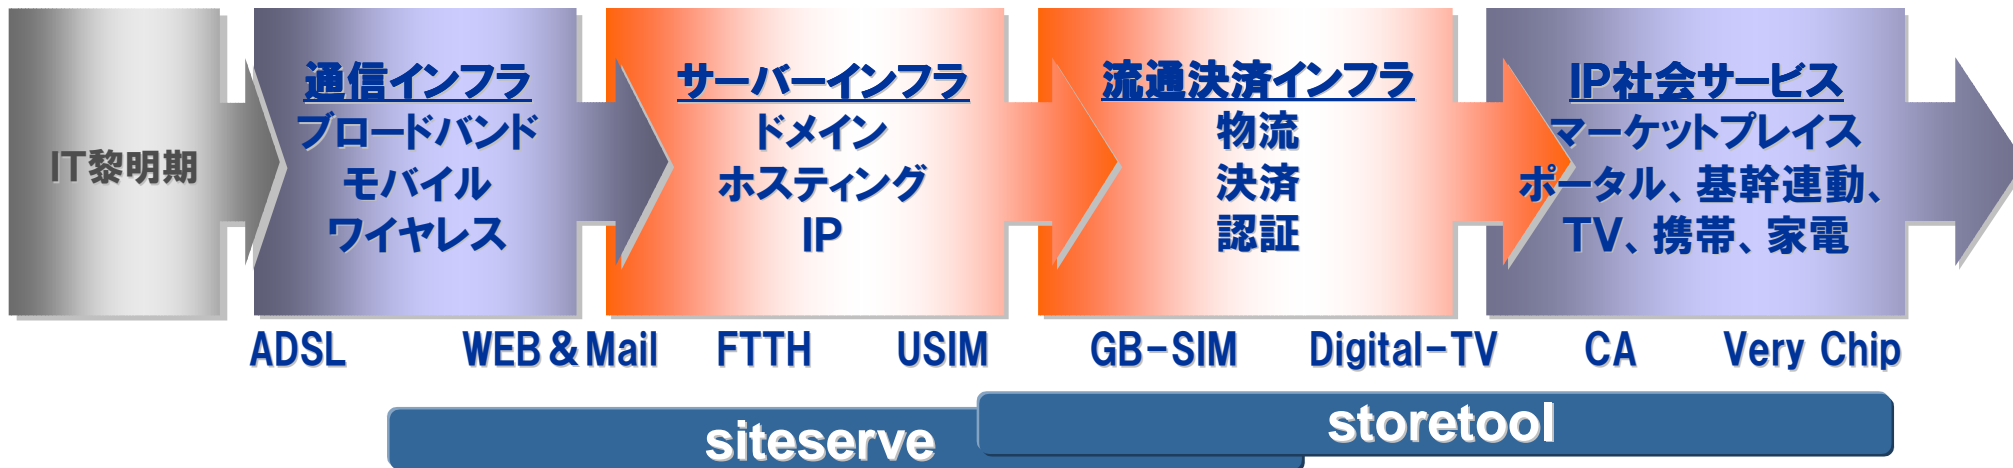 IT黎明期
通信インフラ
ブロードバンド
モバイル
ワイヤレス
サーバーインフラ
ドメイン
ホスティング
IP
流通決済インフラ
物流
決済
認証
IP社会サービス
マーケットプレイス
ポータル、基幹連動、
TV、携帯、家電
ADSL WEB＆Mail FTTH USIM GB-SIM Digital-TV CA Very Chip
siteserve
storetool